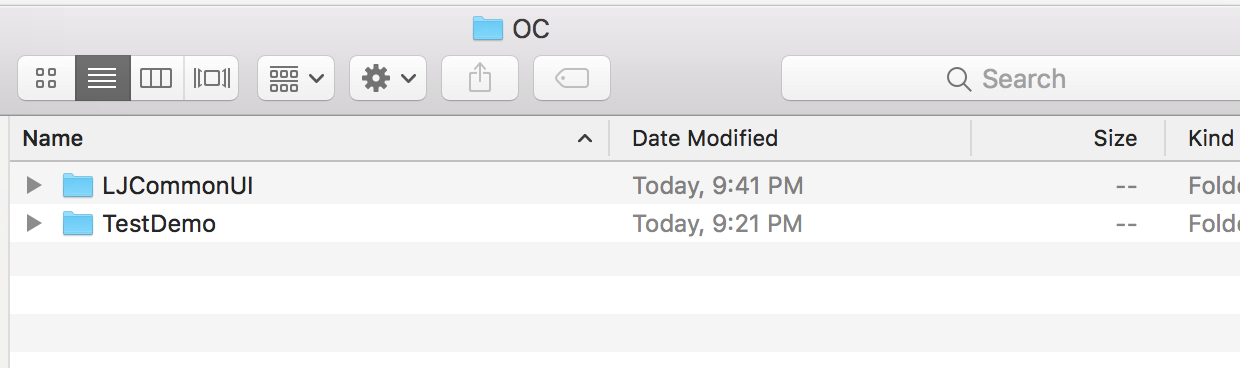 OC
Search
Name Date Modified Size Kind
LJCommonUI Today, 9:41 PM -- Folde
TestDemo Today, 9:21 PM -- Folde